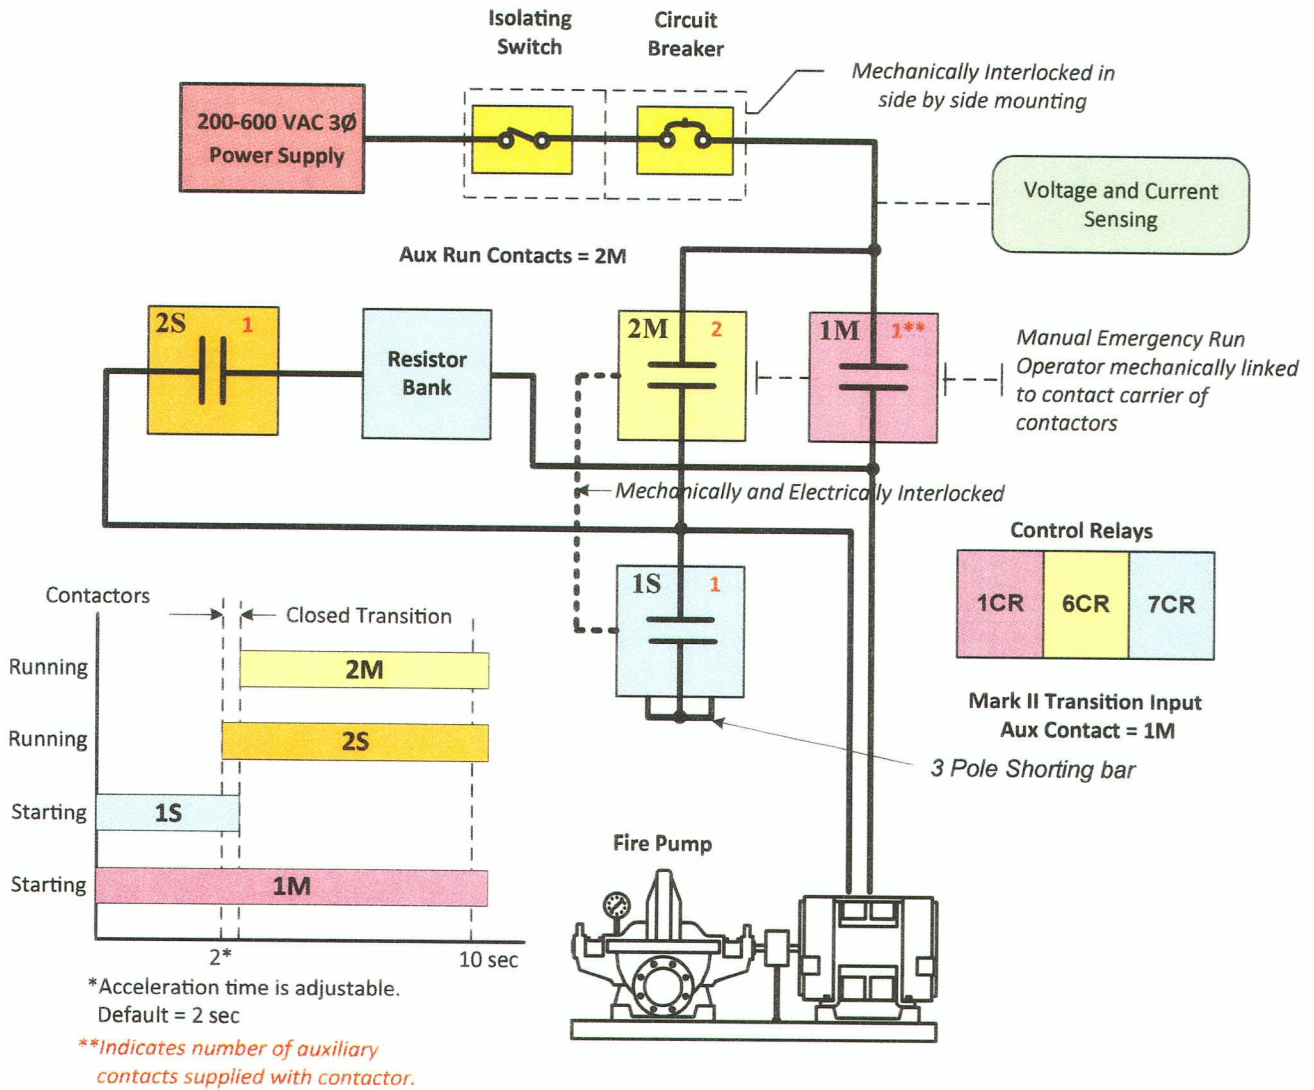 Isolating
Switch
Circuit
Breaker
Mechanically Interlocked in
side by side mounting
200-600 VAC 3Ø
Power Supply
Voltage and Current
Sensing
Aux Run Contacts = 2M
2S 1
Resistor
Bank
2M 2
1M 1**
Manual Emergency Run
Operator mechanically linked
to contact carrier of
contactors
Mechanically and Electrically Interlocked
Control Relays
1CR 6CR 7CR
Mark II Transition Input
Aux Contact = 1M
1S 1
3 Pole Shorting bar
Contactors
Closed Transition
Running 2M
Running 2S
Starting 1S
Starting 1M
2* 10 sec
*Acceleration time is adjustable.
Default = 2 sec
**Indicates number of auxiliary
contacts supplied with contactor.
Fire Pump